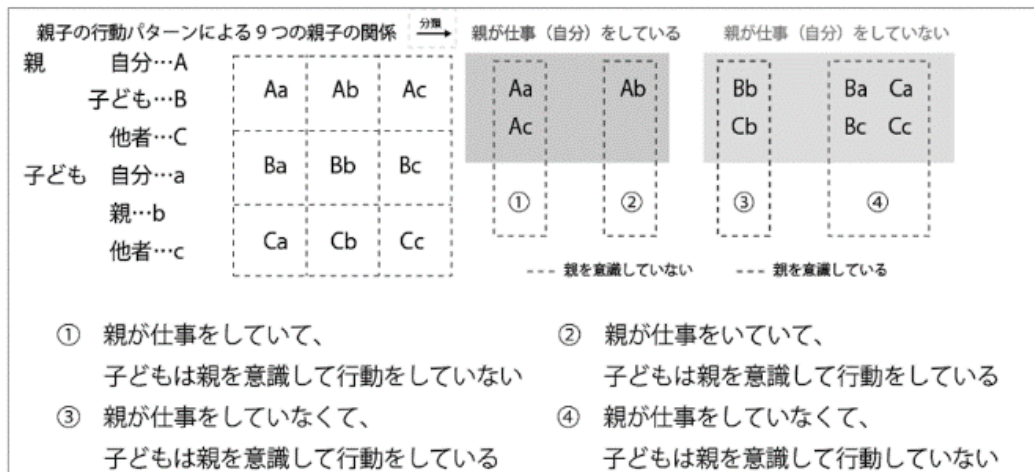 親子の行動パターンによる９つの親子の関係 分類 親が仕事（自分）をしている 親が仕事（自分）をしていない
親 自分…A
子ども…B
他者…C
子ども 自分…a
親…b
他者…c
Aa Ab Ac
Ba Bb Bc
Ca Cb Cc
Aa Ab Bb Ba Ca
Ac Cb Bc Cc
① ② ③ ④
--- 親を意識していない --- 親を意識している
① 親が仕事をしていて、
子どもは親を意識して行動をしていない
② 親が仕事をいていて、
子どもは親を意識して行動をしている
③ 親が仕事をしていなくて、
子どもは親を意識して行動をしている
④ 親が仕事をしていなくて、
子どもは親を意識して行動していない